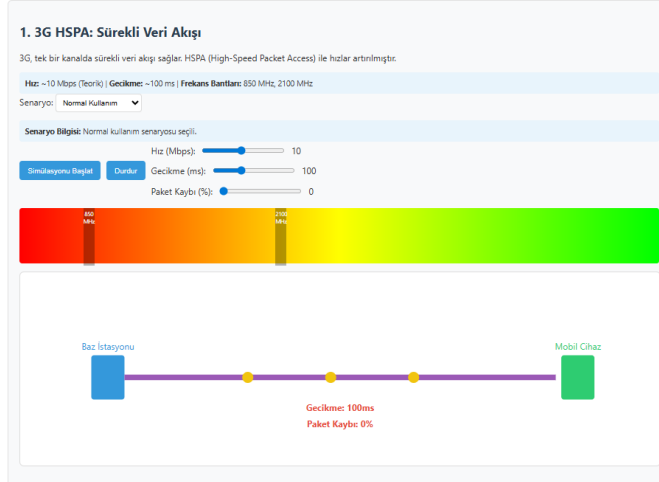 1. 3G HSPA: Sürekli Veri Akışı
3G, tek bir kanalda sürekli veri akışı sağlar. HSPA (High-Speed Packet Access) ile hızlar artırılmıştır.
Hız: ~10 Mbps (Teorik) | Gecikme: ~100 ms | Frekans Bantları: 850 MHz, 2100 MHz
Senaryo: Normal Kullanım
Senaryo Bilgisi: Normal kullanım senaryosu seçili.
Hız (Mbps): 10
Simülasyonu Başlat Durdur Gecikme (ms): 100
Paket Kaybı (%): 0
850 2100
MHz MHz
Baz İstasyonu Mobil Cihaz
Gecikme: 100ms
Paket Kaybı: 0%